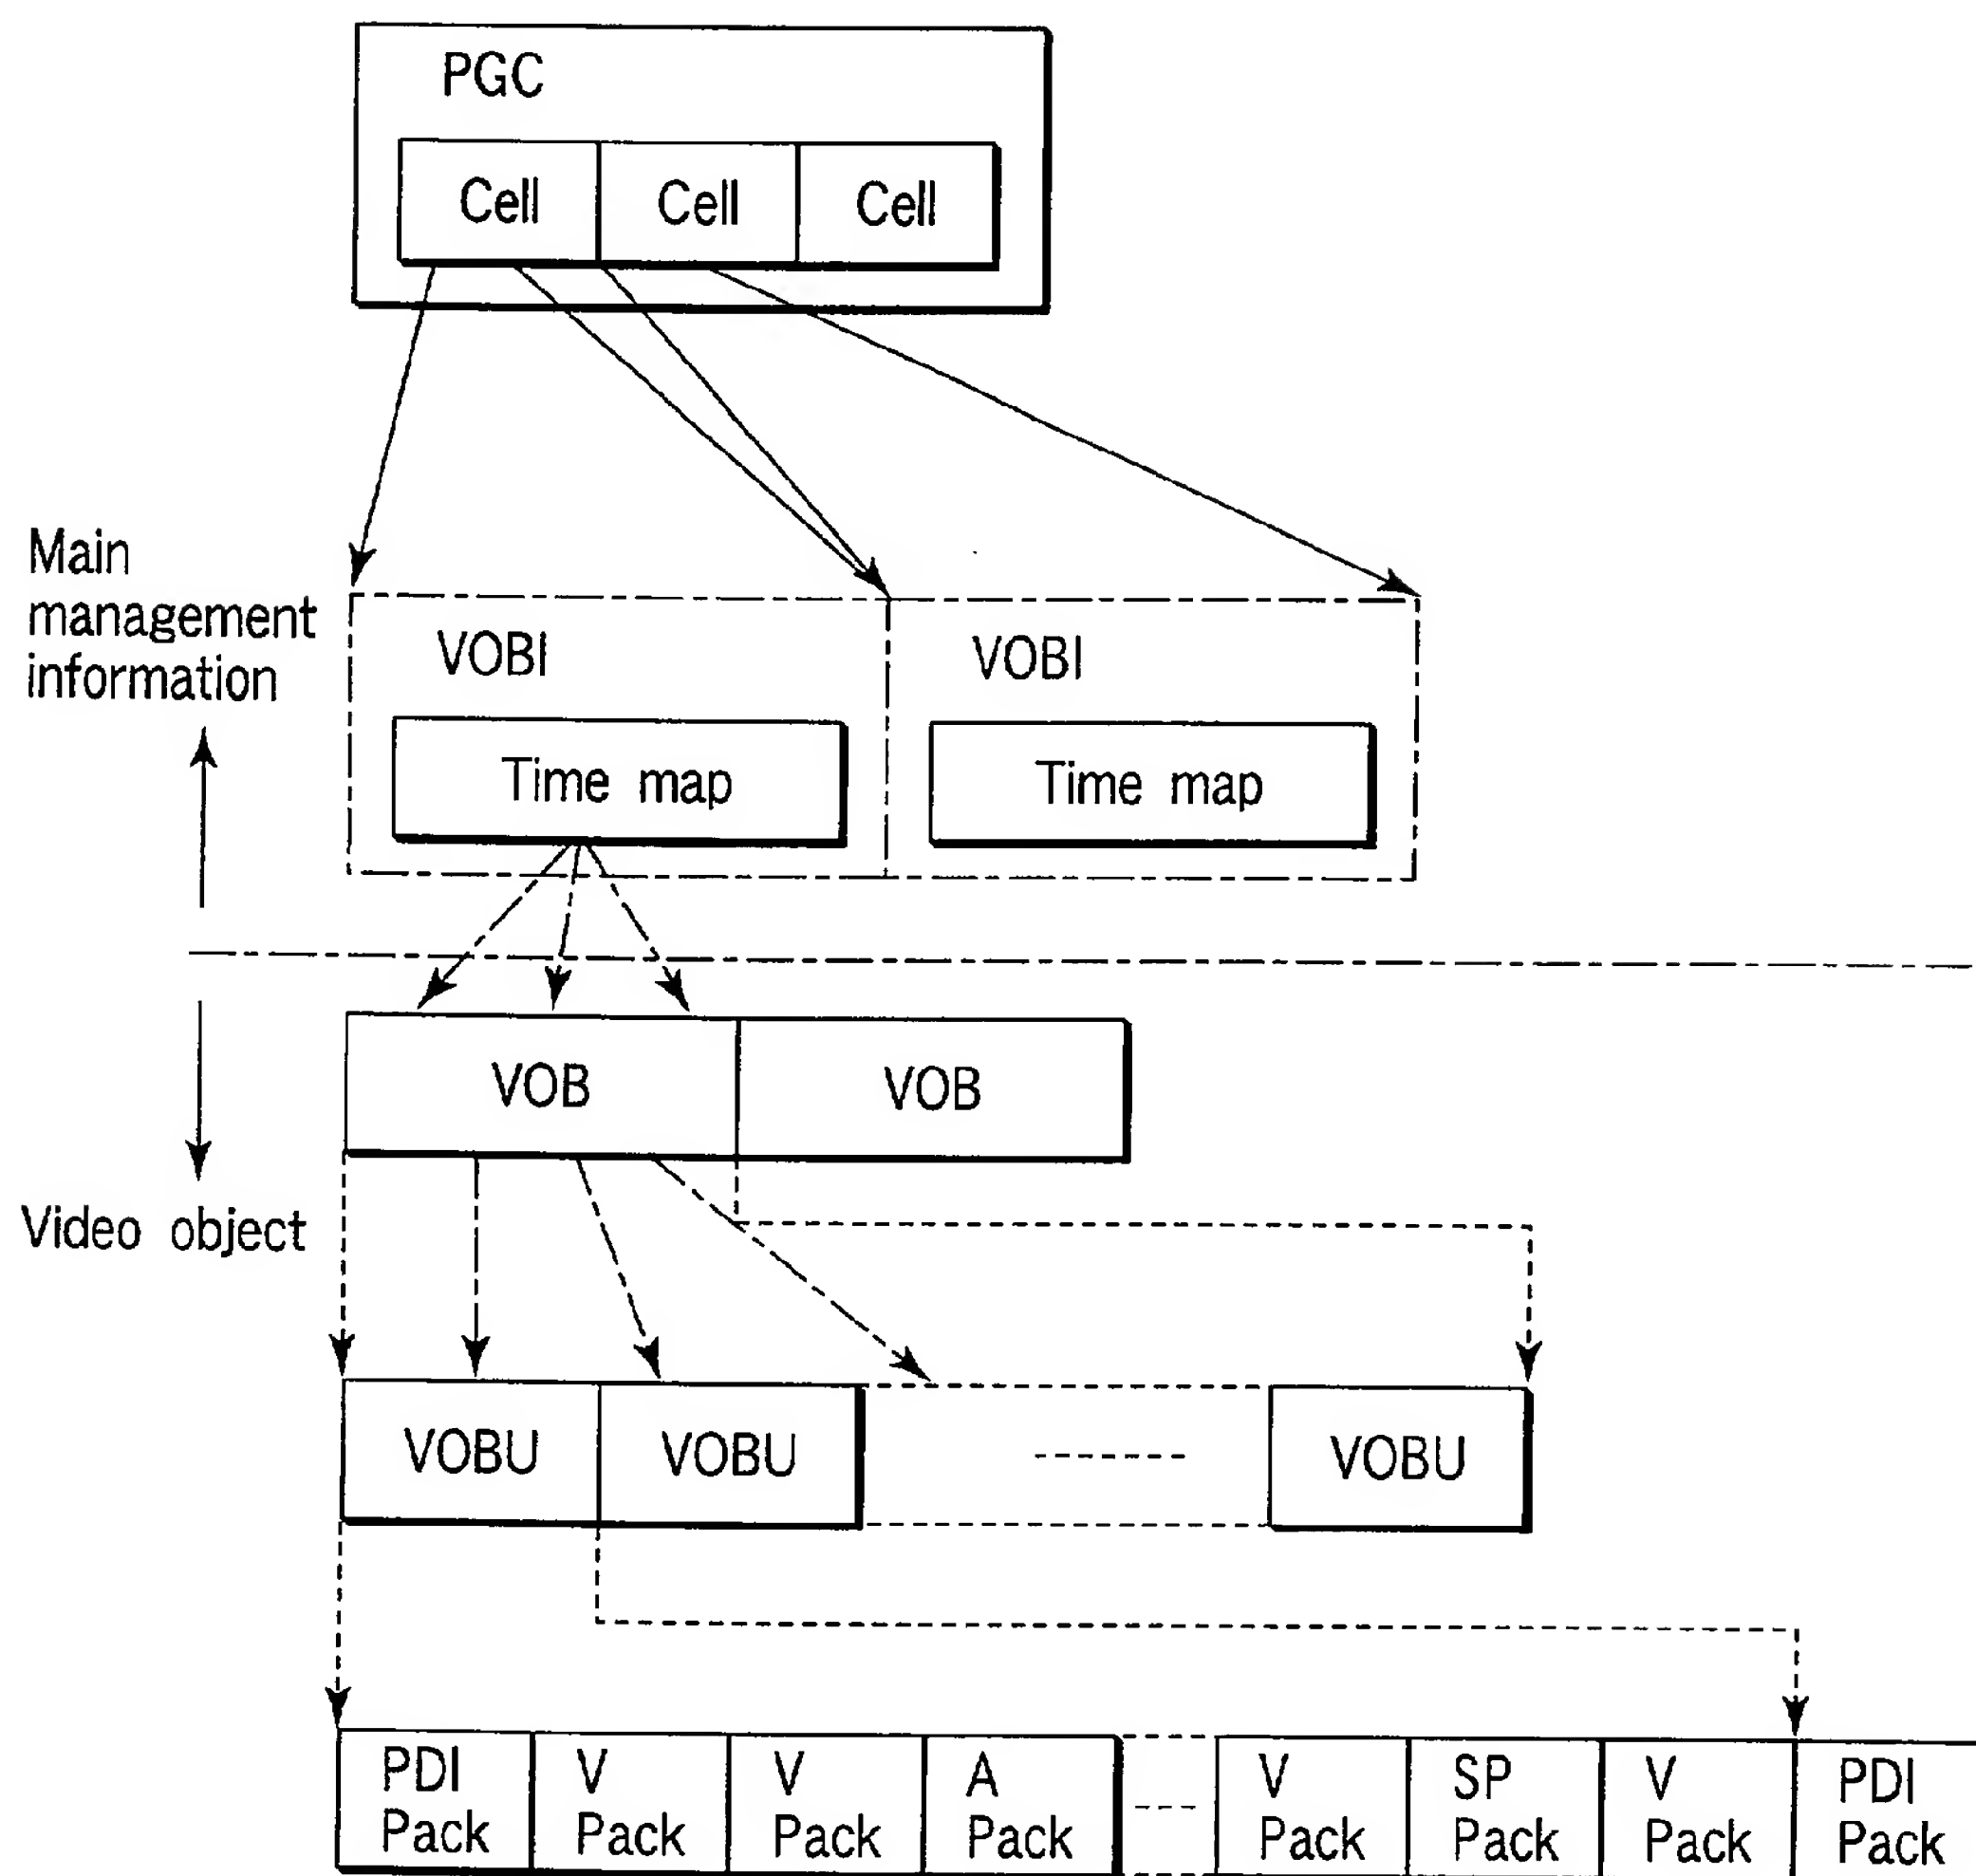 PGC
Cell Cell Cell
Main
management
information
VOBI VOBI
Time map Time map
VOB VOB
Video object
VOBU VOBU VOBU
PDI V V A V SP V PDI
Pack Pack Pack Pack Pack Pack Pack Pack